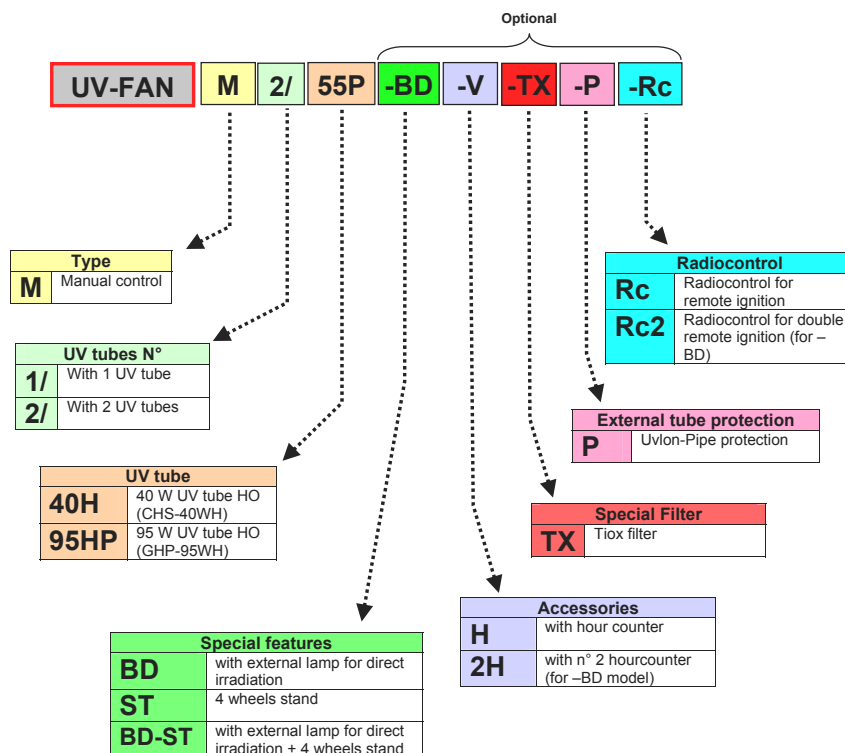 Optional
UV-FAN M 2/ 55P -BD -V -TX -P -Rc
Type
M Manual control
Radiocontrol
Rc Radiocontrol for
remote ignition
Rc2 Radiocontrol for double
remote ignition (for –
BD)
UV tubes N°
1/ With 1 UV tube
2/ With 2 UV tubes
External tube protection
P Uvlon-Pipe protection
UV tube
40H 40 W UV tube HO
(CHS-40WH)
95HP 95 W UV tube HO
(GHP-95WH)
Special Filter
TX Tiox filter
Accessories
H with hour counter
2H with n° 2 hourcounter
(for –BD model)
Special features
BD with external lamp for direct
irradiation
ST 4 wheels stand
BD-ST with external lamp for direct
irradiation + 4 wheels stand